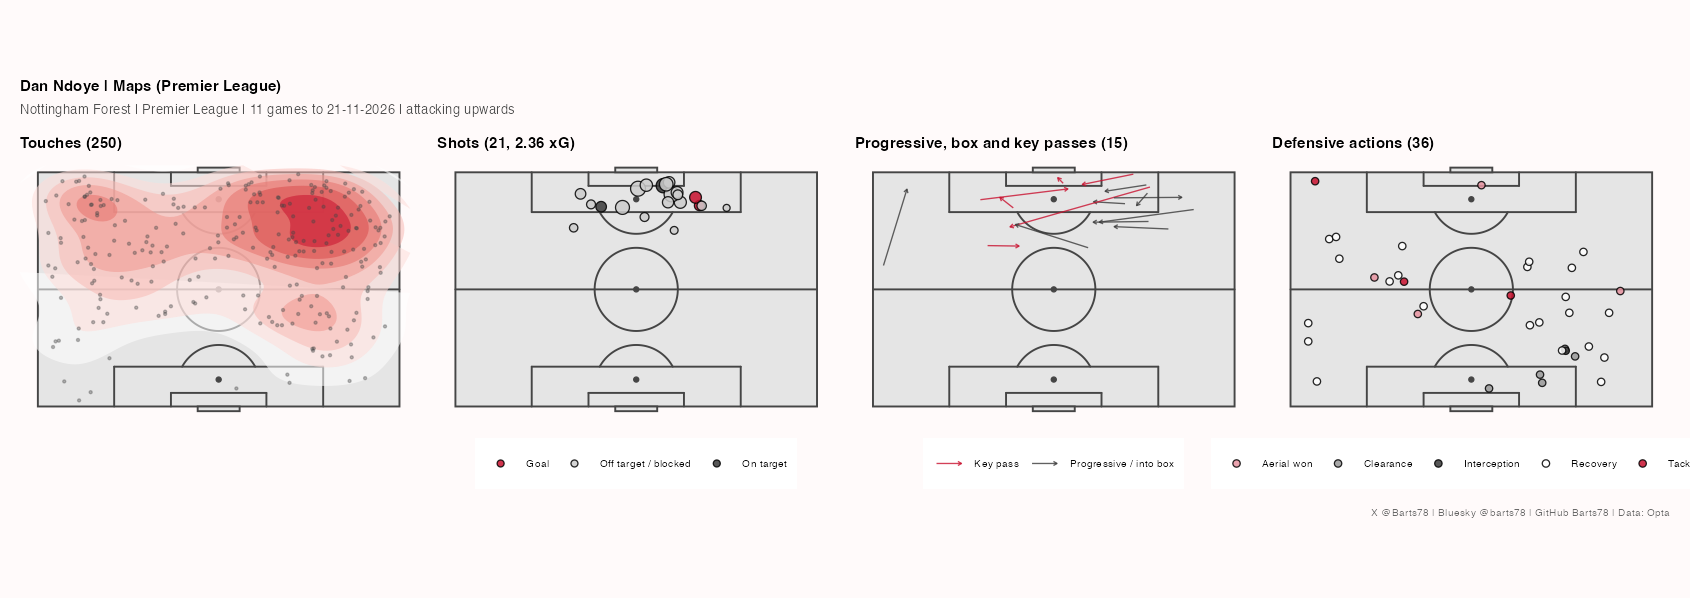 Dan Ndoye | Maps (Premier League)
Nottingham Forest | Premier League | 11 games to 21-11-2026 | attacking upwards
Touches (250)
Shots (21, 2.36 xG)
Progressive, box and key passes (15)
Defensive actions (36)
Goal
Off target / blocked
On target
Key pass
Progressive / into box
Aerial won
Clearance
Interception
Recovery
Tack
X @Barts78 | Bluesky @barts78 | GitHub Barts78 | Data: Opta